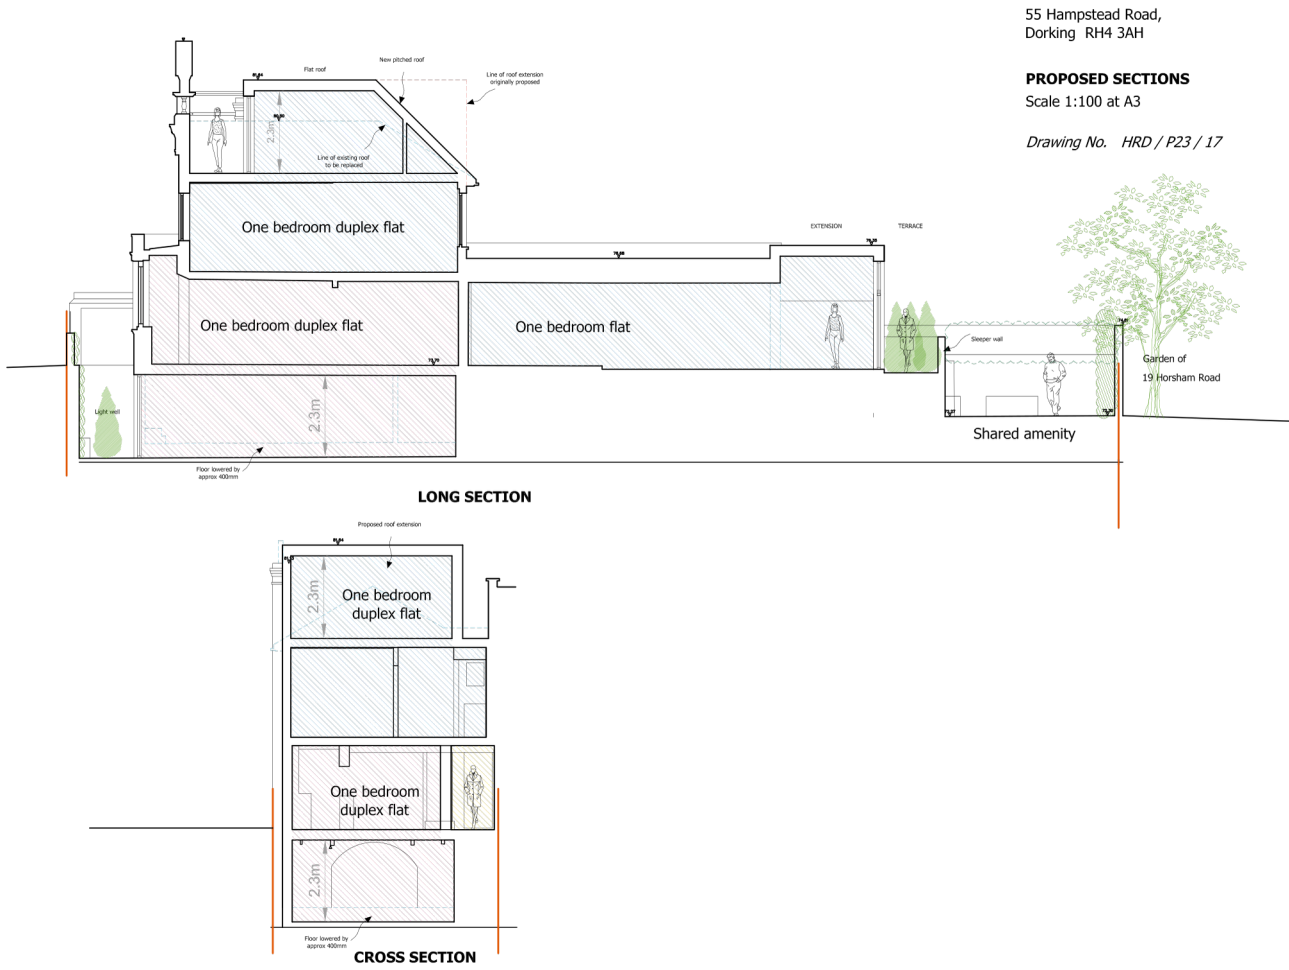 55 Hampstead Road,
Dorking RH4 3AH
PROPOSED SECTIONS
Scale 1:100 at A3
Drawing No. HRD / P23 / 17
Flat roof
New pitched roof
Line of roof extension
originally proposed
2.3m
Line of existing roof
to be replaced
One bedroom duplex flat
EXTENSION
TERRACE
One bedroom duplex flat
One bedroom flat
Sleeper wall
Garden of
19 Horsham Road
Light well
2.3m
Shared amenity
Floor lowered by
approx 400mm
LONG SECTION
Proposed roof extension
2.3m
One bedroom
duplex flat
One bedroom
duplex flat
2.3m
Floor lowered by
approx 400mm
CROSS SECTION